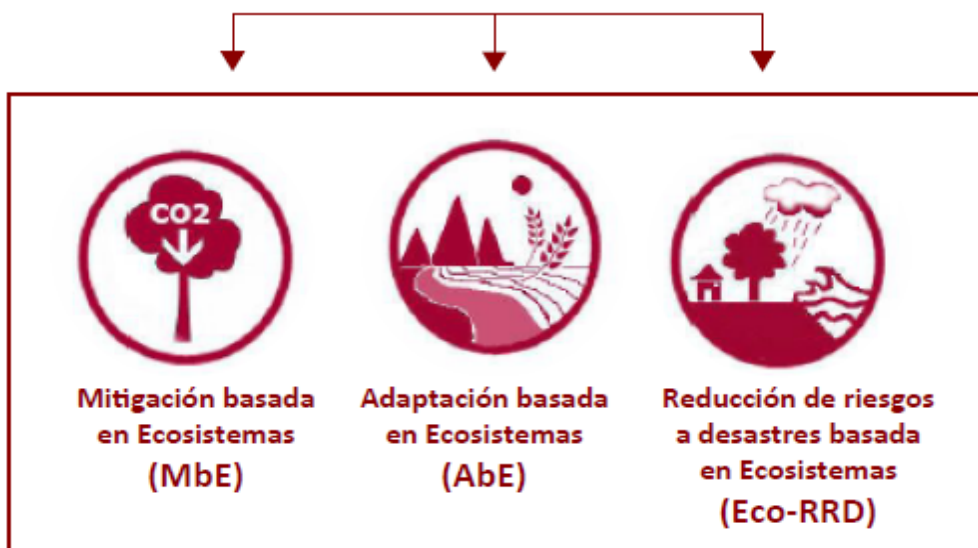 CO2
Mitigación basada
en Ecosistemas
(MbE)
Adaptación basada
en Ecosistemas
(AbE)
Reducción de riesgos
a desastres basada
en Ecosistemas
(Eco-RRD)